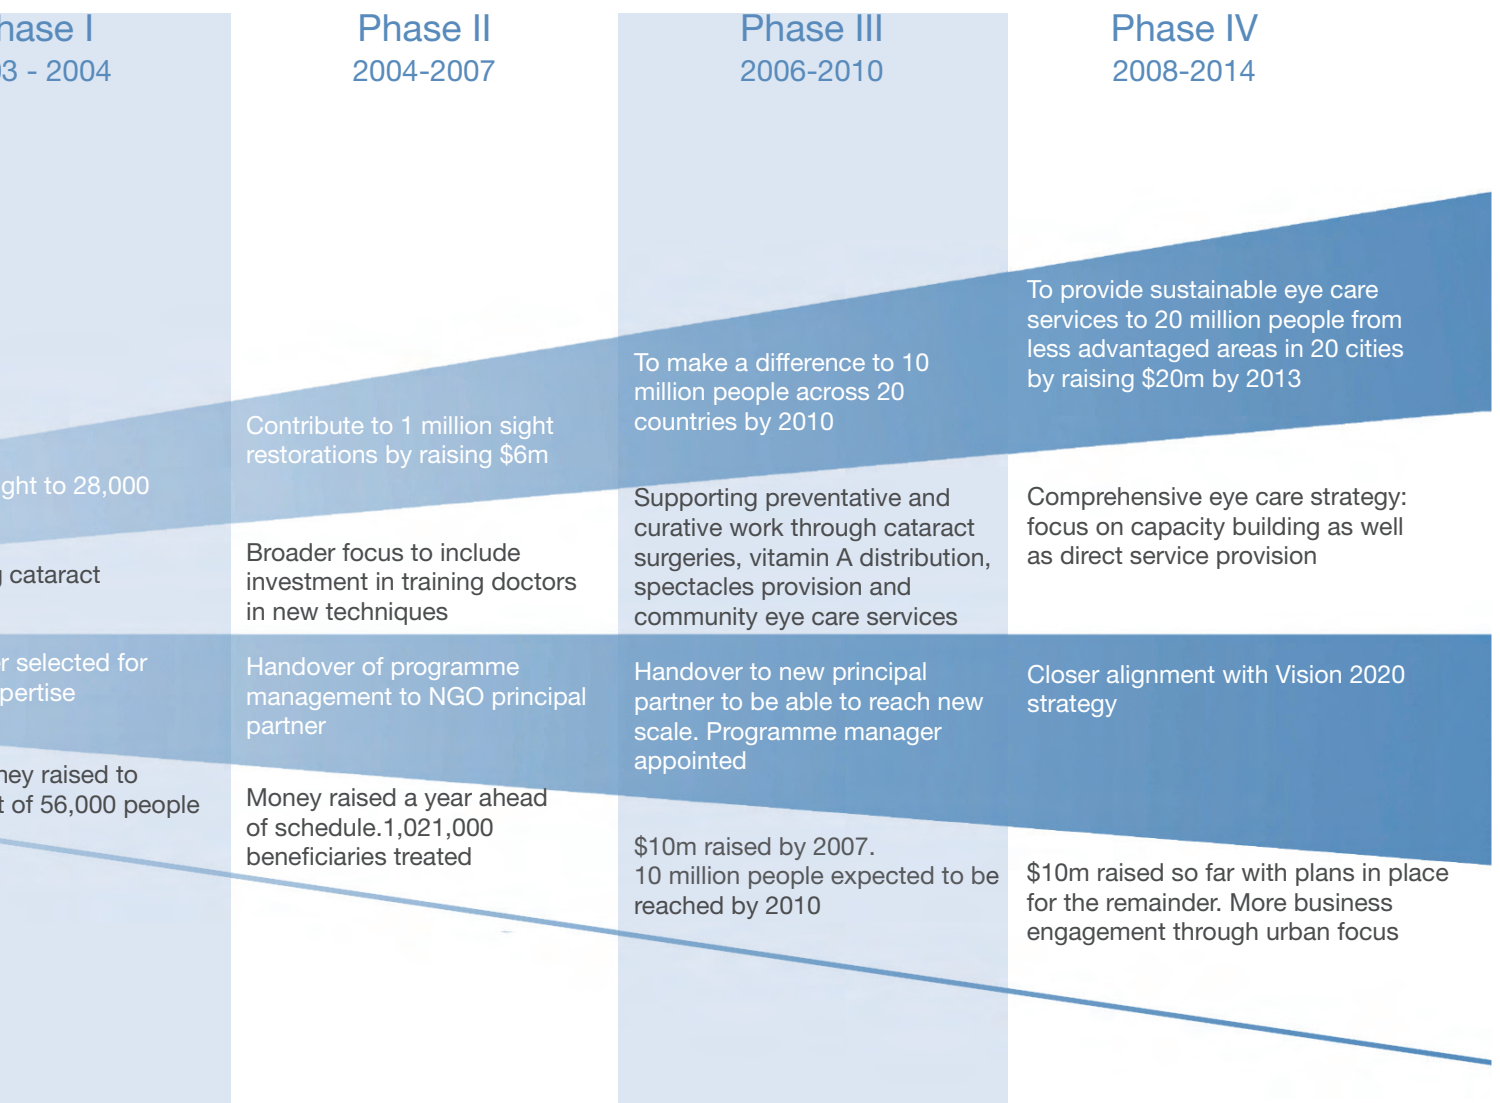 hase I
3 - 2004
ght to 28,000
cataract
selected for
pertise
ney raised to
of 56,000 people
Phase II
2004-2007
Contribute to 1 million sight
restorations by raising $6m
Broader focus to include
investment in training doctors
in new techniques
Handover of programme
management to NGO principal
partner
Money raised a year ahead
of schedule.1,021,000
beneficiaries treated
Phase III
2006-2010
To make a difference to 10
million people across 20
countries by 2010
Supporting preventative and
curative work through cataract
surgeries, vitamin A distribution,
spectacles provision and
community eye care services
Handover to new principal
partner to be able to reach new
scale. Programme manager
appointed
$10m raised by 2007.
10 million people expected to be
reached by 2010
Phase IV
2008-2014
To provide sustainable eye care
services to 20 million people from
less advantaged areas in 20 cities
by raising $20m by 2013
Comprehensive eye care strategy:
focus on capacity building as well
as direct service provision
Closer alignment with Vision 2020
strategy
$10m raised so far with plans in place
for the remainder. More business
engagement through urban focus